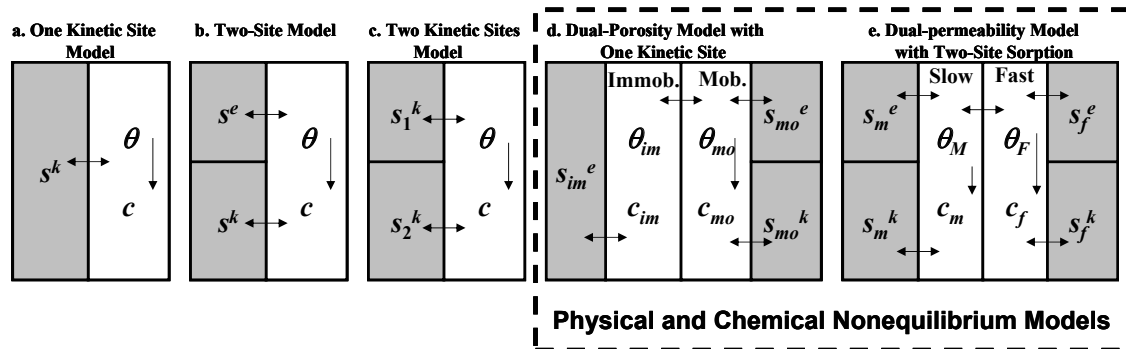 a. One Kinetic Site
Model
b. Two-Site Model
c. Two Kinetic Sites
Model
d. Dual-Porosity Model with
One Kinetic Site
e. Dual-permeability Model
with Two-Site Sorption
s^k
θ
c
s^e
s^k
θ
c
s_1^k
s_2^k
θ
c
Immob.
Mob.
s_im^e
θ_im
c_im
θ_mo
c_mo
s_mo^e
s_mo^k
Slow
Fast
s_m^e
s_m^k
θ_M
c_m
θ_F
c_f
s_f^e
s_f^k
Physical and Chemical Nonequilibrium Models